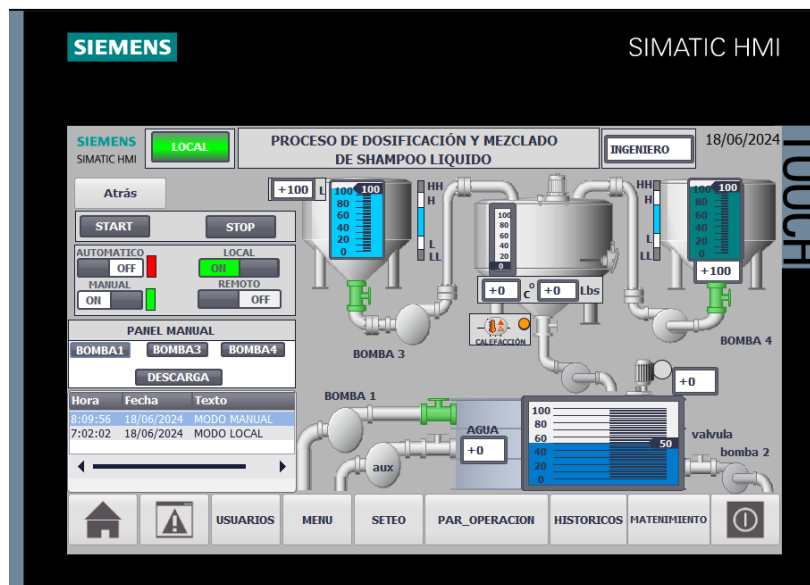 SIEMENS
SIMATIC HMI
TOUCH
SIEMENS
SIMATIC HMI
LOCAL
PROCESO DE DOSIFICACIÓN Y MEZCLADO
DE SHAMPOO LIQUIDO
INGENIERO
18/06/2024
Atrás
START
STOP
AUTOMATICO
OFF
LOCAL
ON
MANUAL
ON
REMOTO
OFF
PANEL MANUAL
BOMBA1
BOMBA3
BOMBA4
DESCARGA
Hora Fecha Texto
8:09:56 18/06/2024 MODO MANUAL
7:02:02 18/06/2024 MODO LOCAL
+100 L
100
80
60
40
20
0
100
HH
H
L
LL
BOMBA 3
100
80
60
40
20
0
0
+0 °C
+0 Lbs
CALEFACCIÓN
HH
H
L
LL
100
80
60
40
20
0
100
+100
BOMBA 4
BOMBA 1
aux
AGUA
+0
100
80
60
40
20
0
50
+0
valvula
bomba 2
USUARIOS
MENU
SETEO
PAR_OPERACION
HISTORICOS
MATENIMIENTO